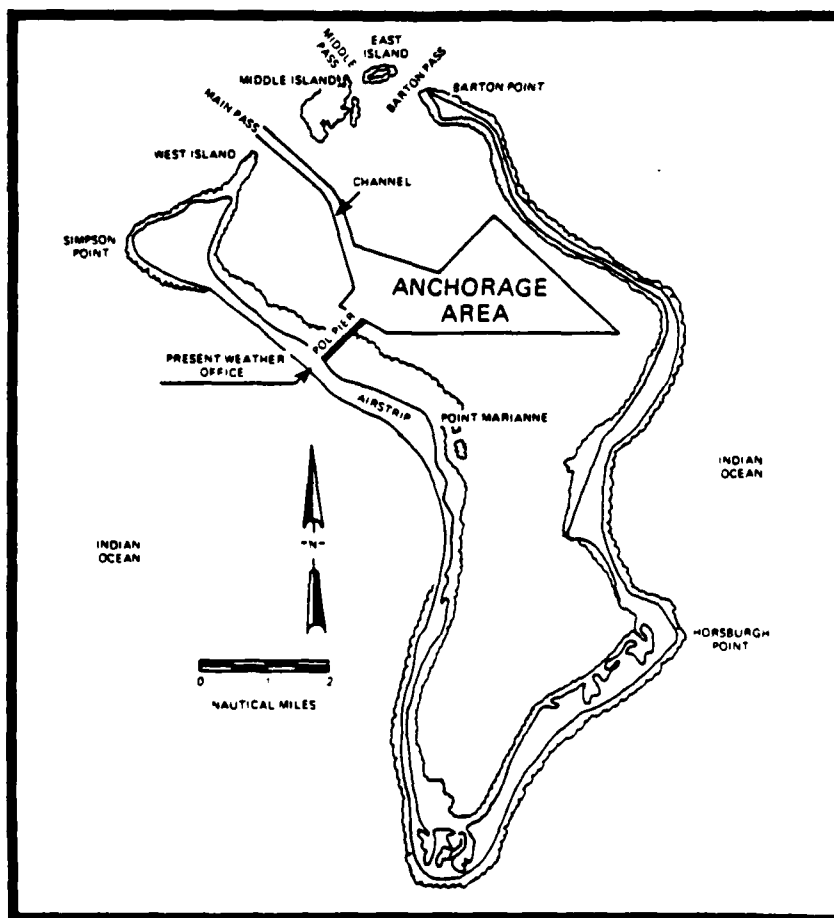 MIDDLE
PASS
EAST
ISLAND
MIDDLE ISLAND
BARTON PASS
BARTON POINT
MAIN PASS
WEST ISLAND
CHANNEL
SIMPSON
POINT
ANCHORAGE
AREA
POL PIER
PRESENT WEATHER
OFFICE
AIRSTRIP
POINT MARIANNE
INDIAN
OCEAN
INDIAN
OCEAN
-N-
HORSBURGH
POINT
0 1 2
NAUTICAL MILES